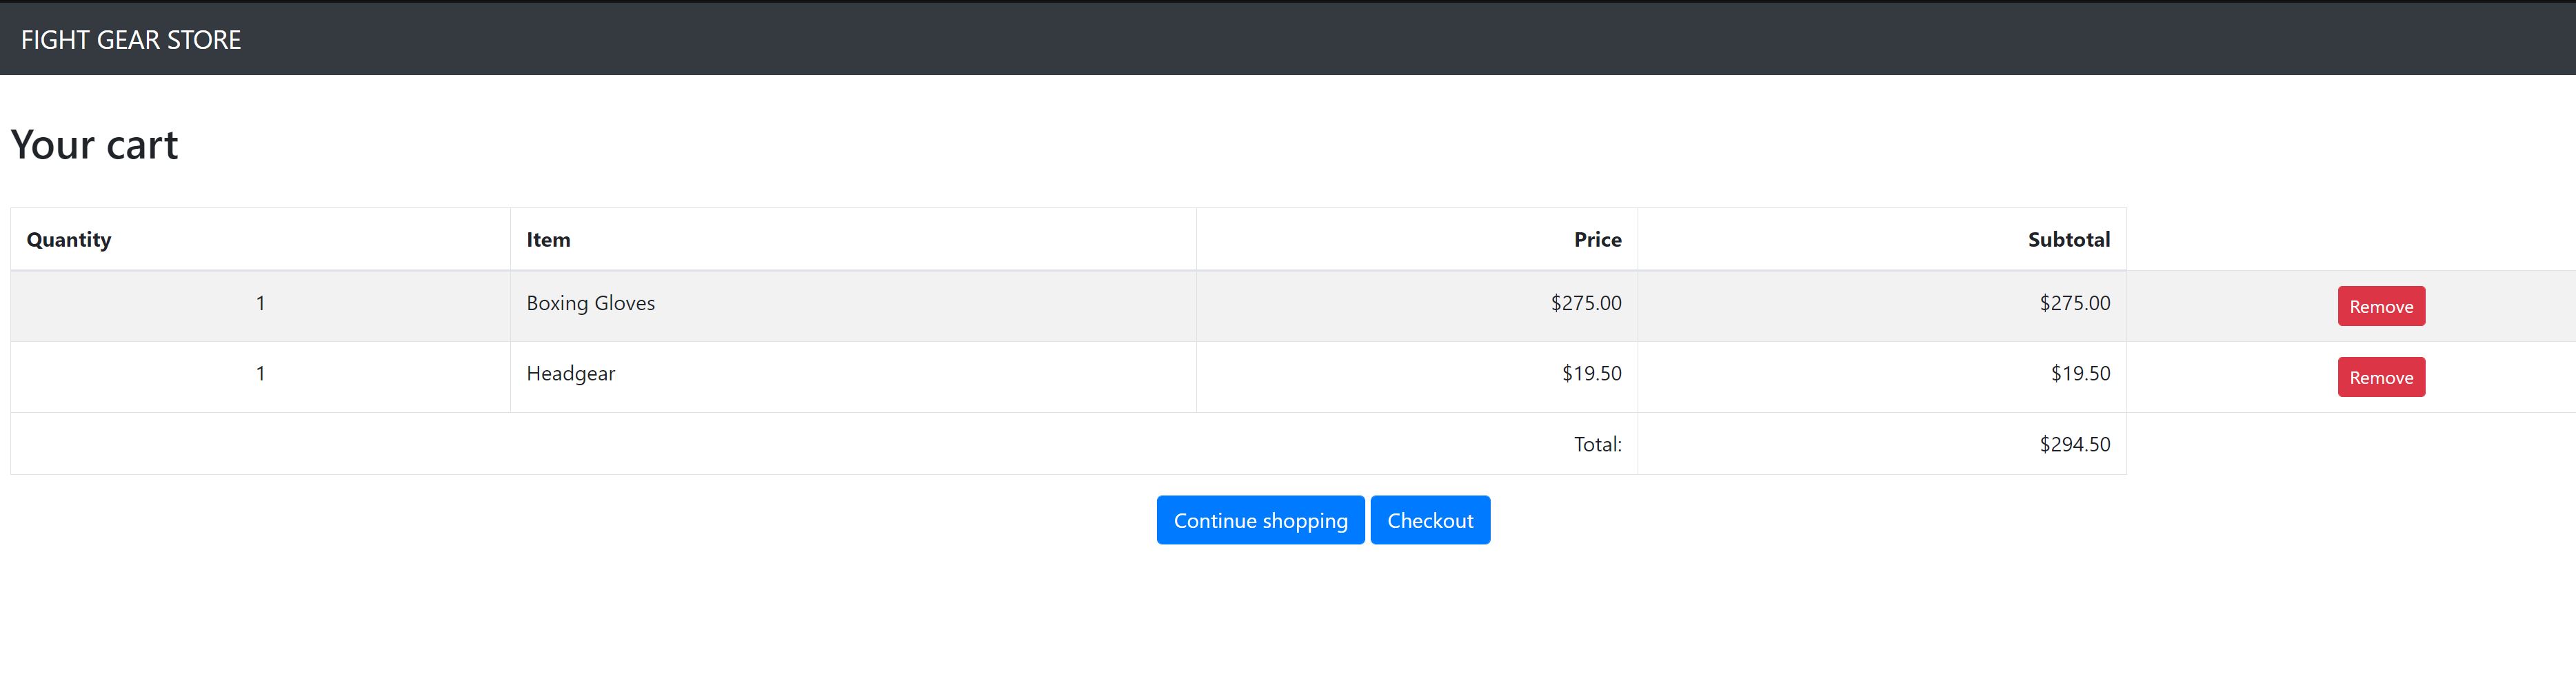 FIGHT GEAR STORE
Your cart
Quantity Item Price Subtotal
1 Boxing Gloves $275.00 $275.00 Remove
1 Headgear $19.50 $19.50 Remove
Total: $294.50
Continue shopping Checkout